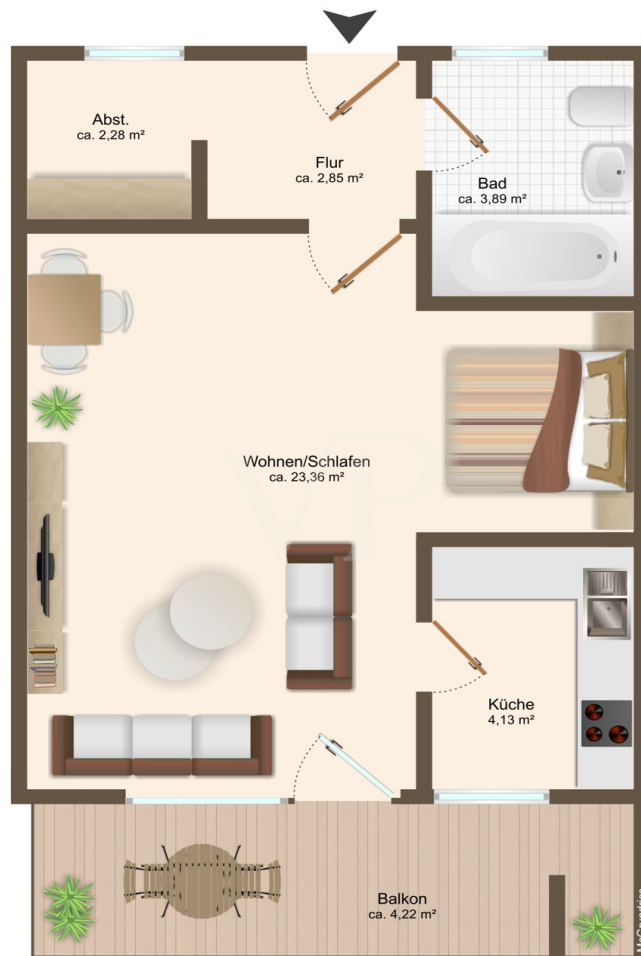 Abst.
ca. 2,28 m²
Flur
ca. 2,85 m²
Bad
ca. 3,89 m²
Wohnen/Schlafen
ca. 23,36 m²
VP
Küche
4,13 m²
Balkon
ca. 4,22 m²